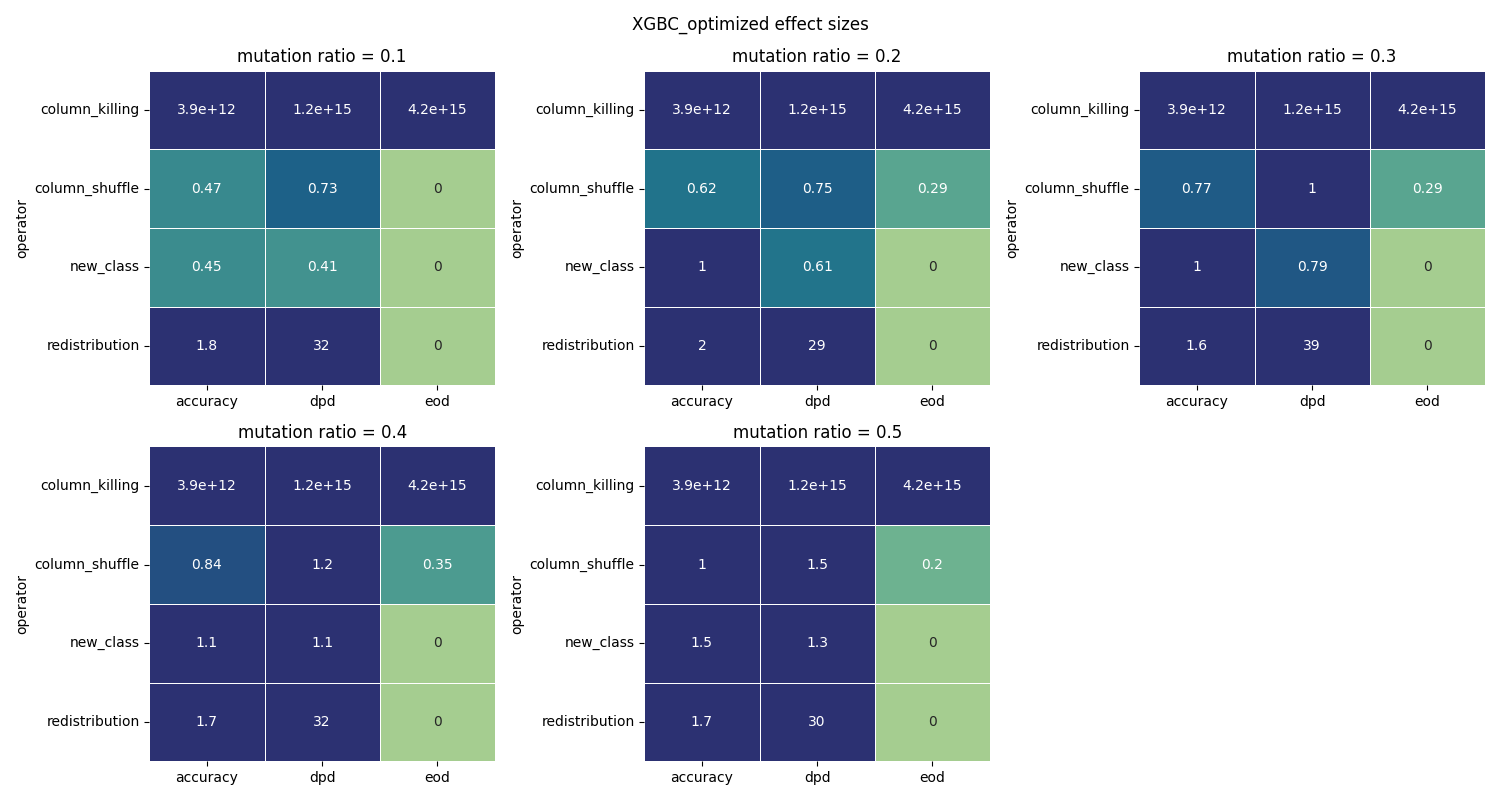 XGBC_optimized effect sizes
mutation ratio = 0.1
column_killing 3.9e+12 1.2e+15 4.2e+15
column_shuffle 0.47 0.73 0
new_class 0.45 0.41 0
redistribution 1.8 32 0
operator
accuracy dpd eod
mutation ratio = 0.2
column_killing 3.9e+12 1.2e+15 4.2e+15
column_shuffle 0.62 0.75 0.29
new_class 1 0.61 0
redistribution 2 29 0
operator
accuracy dpd eod
mutation ratio = 0.3
column_killing 3.9e+12 1.2e+15 4.2e+15
column_shuffle 0.77 1 0.29
new_class 1 0.79 0
redistribution 1.6 39 0
operator
accuracy dpd eod
mutation ratio = 0.4
column_killing 3.9e+12 1.2e+15 4.2e+15
column_shuffle 0.84 1.2 0.35
new_class 1.1 1.1 0
redistribution 1.7 32 0
operator
accuracy dpd eod
mutation ratio = 0.5
column_killing 3.9e+12 1.2e+15 4.2e+15
column_shuffle 1 1.5 0.2
new_class 1.5 1.3 0
redistribution 1.7 30 0
operator
accuracy dpd eod